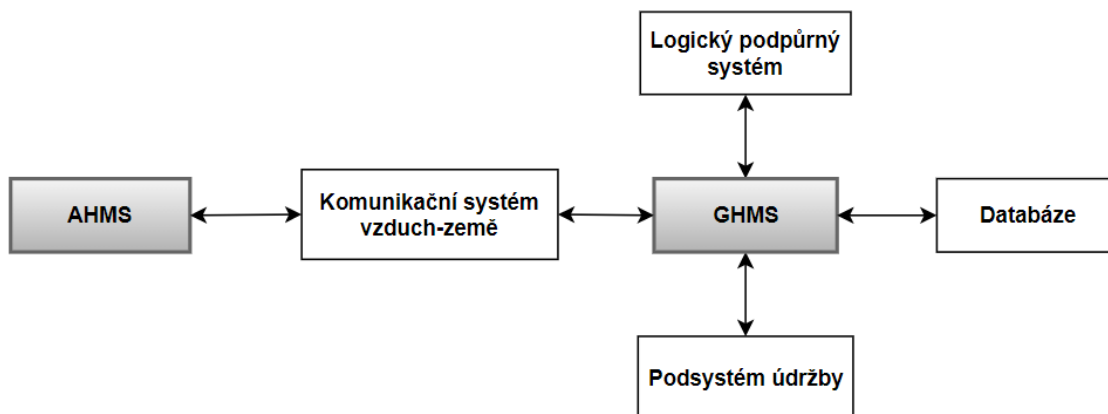 Logický podpůrný
systém
AHMS
Komunikační systém
vzduch-země
GHMS
Databáze
Podsystém údržby